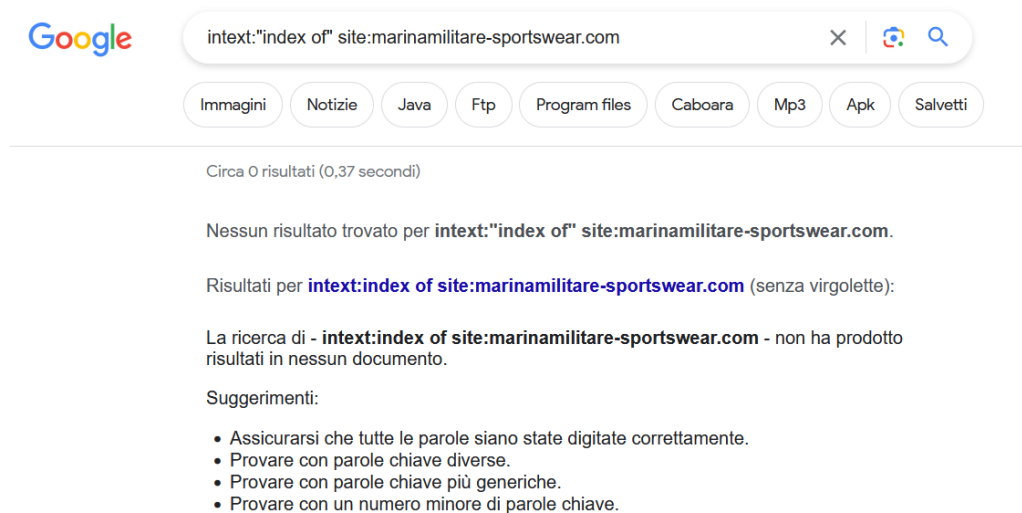 Google
intext:"index of" site:marinamilitare-sportswear.com
Immagini Notizie Java Ftp Program files Caboara Mp3 Apk Salvetti
Circa 0 risultati (0,37 secondi)
Nessun risultato trovato per intext:"index of" site:marinamilitare-sportswear.com.
Risultati per intext:index of site:marinamilitare-sportswear.com (senza virgolette):
La ricerca di - intext:index of site:marinamilitare-sportswear.com - non ha prodotto
risultati in nessun documento.
Suggerimenti:
• Assicurarsi che tutte le parole siano state digitate correttamente.
• Provare con parole chiave diverse.
• Provare con parole chiave più generiche.
• Provare con un numero minore di parole chiave.